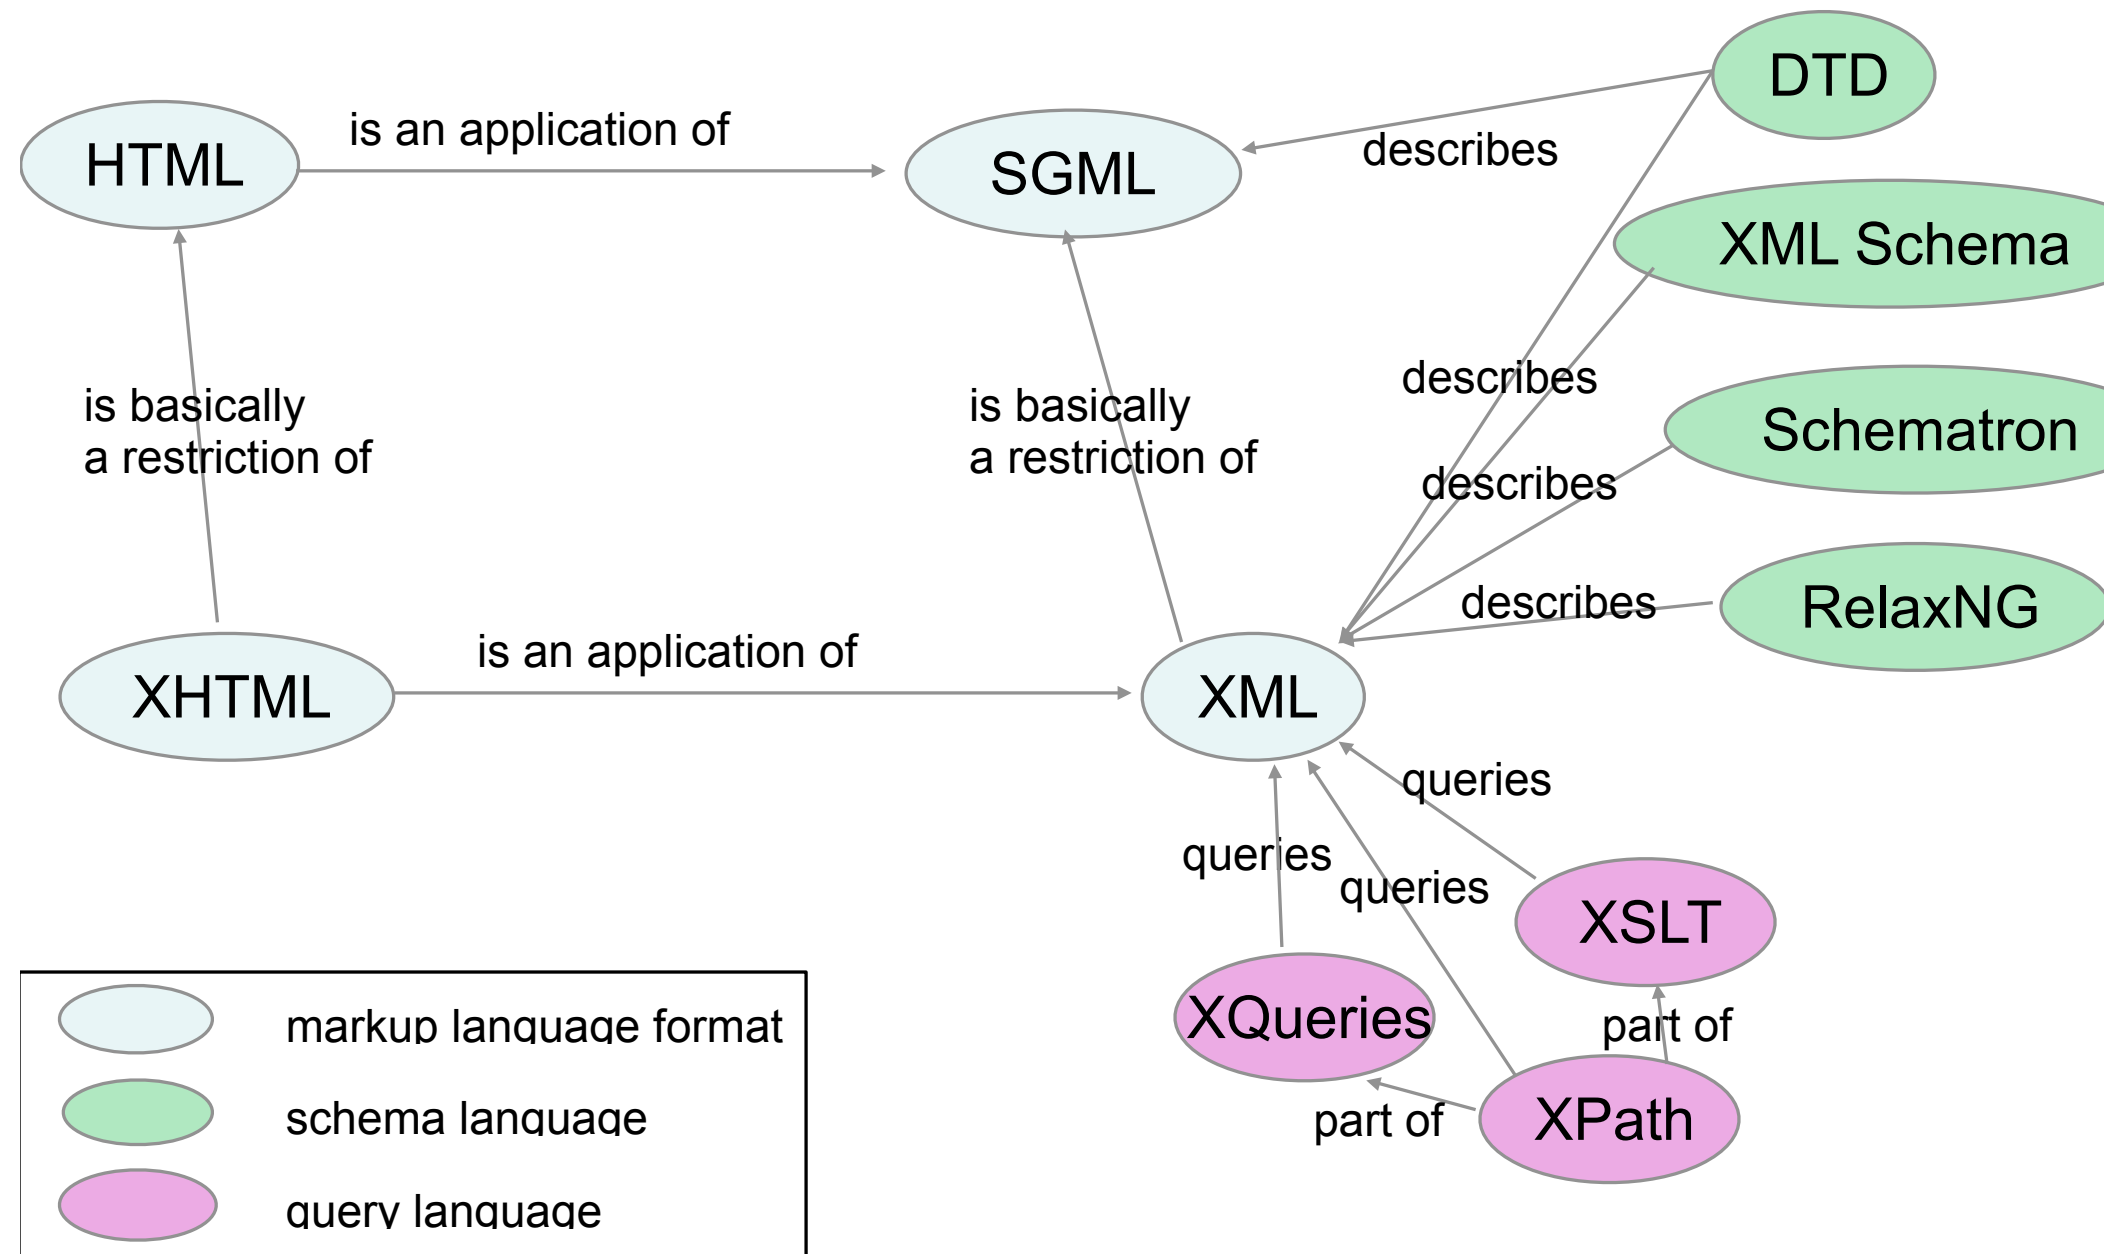 DTD
is an application of
describes
HTML
SGML
XML Schema
describes
is basically
a restriction of
is basically
a restriction of
Schematron
describes
describes
RelaxNG
is an application of
XHTML
XML
queries
queries
queries
XSLT
XQueries
part of
markup language format
part of
XPath
schema language
query language